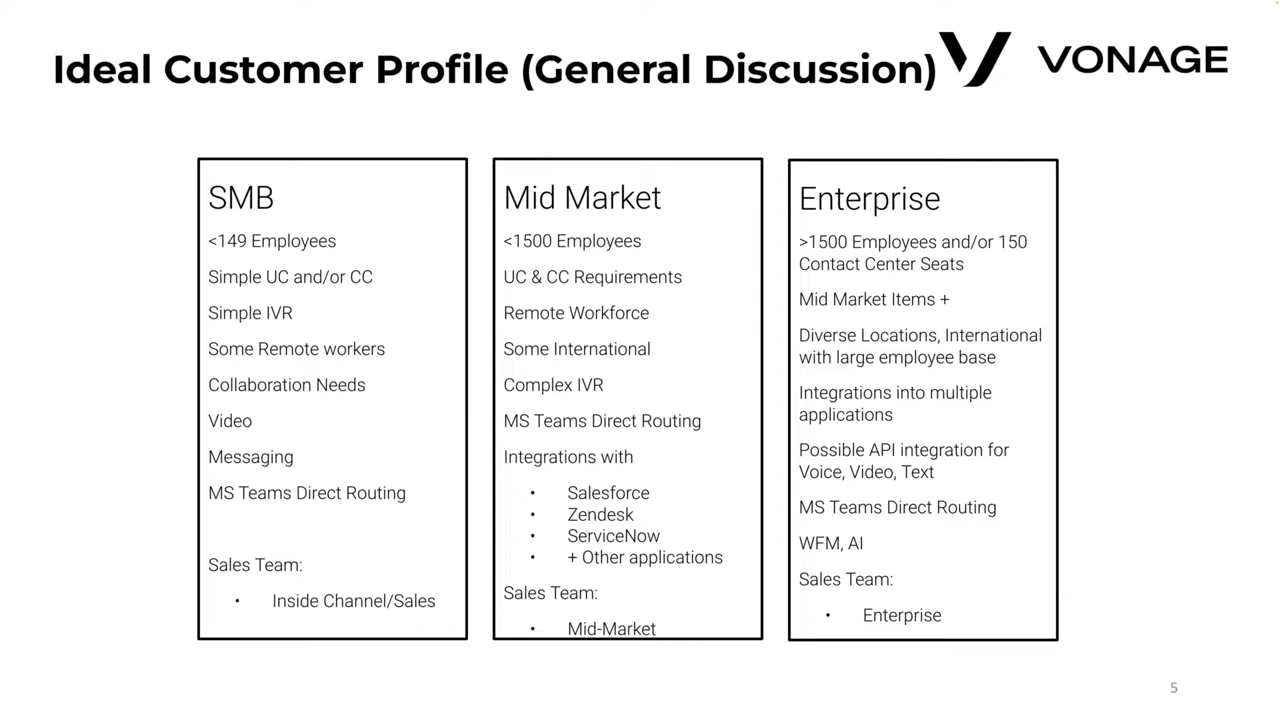 Ideal Customer Profile (General Discussion)
VONAGE
SMB
<149 Employees
Simple UC and/or CC
Simple IVR
Some Remote workers
Collaboration Needs
Video
Messaging
MS Teams Direct Routing
Sales Team:
• Inside Channel/Sales
Mid Market
<1500 Employees
UC & CC Requirements
Remote Workforce
Some International
Complex IVR
MS Teams Direct Routing
Integrations with
• Salesforce
• Zendesk
• ServiceNow
• + Other applications
Sales Team:
• Mid-Market
Enterprise
>1500 Employees and/or 150
Contact Center Seats
Mid Market Items +
Diverse Locations, International
with large employee base
Integrations into multiple
applications
Possible API integration for
Voice, Video, Text
MS Teams Direct Routing
WFM, AI
Sales Team:
• Enterprise
5